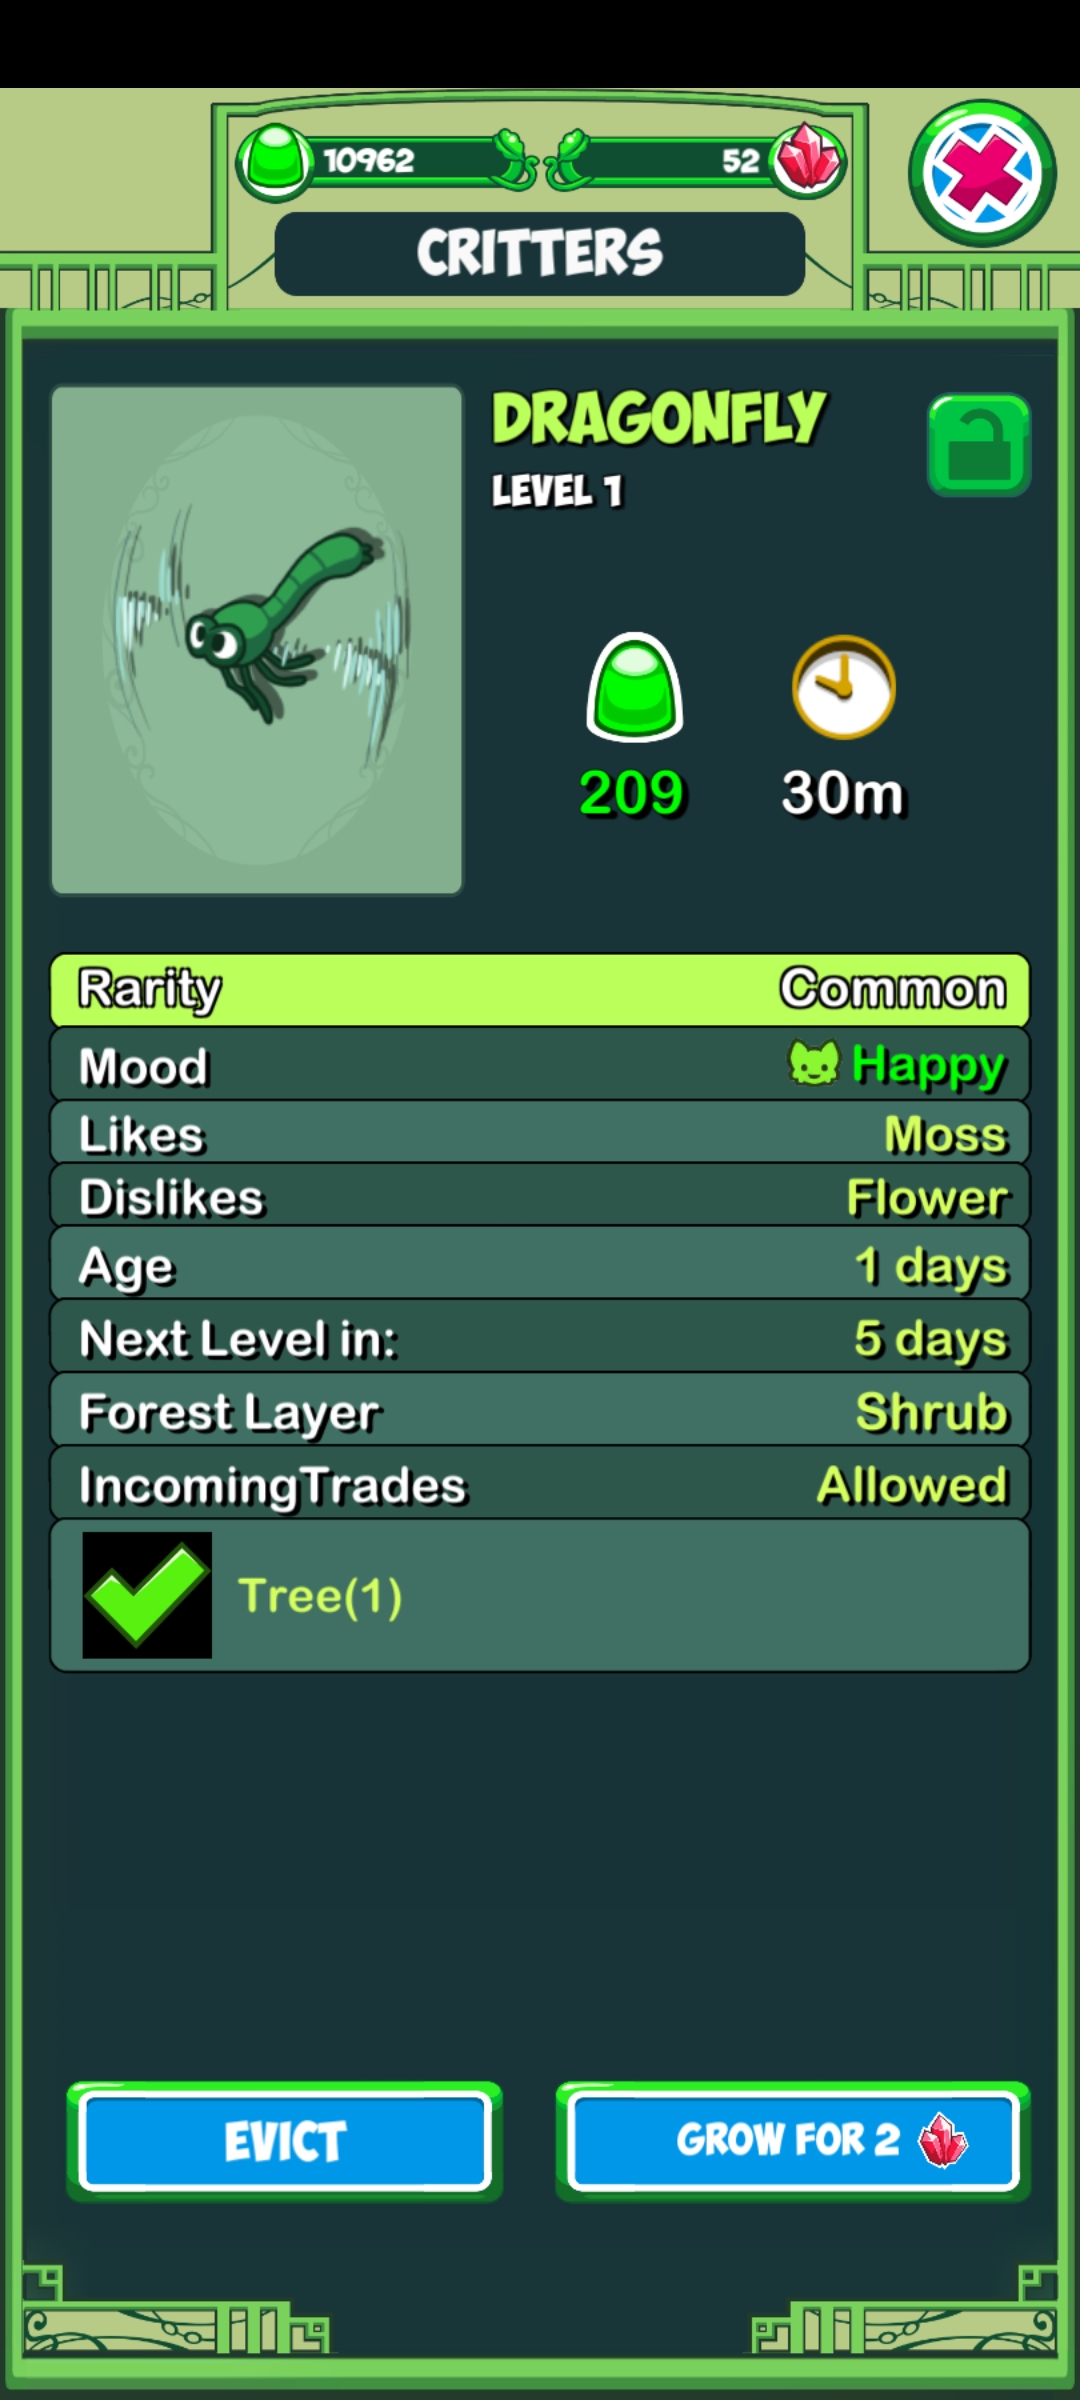 10962
52
CRITTERS
DRAGONFLY
LEVEL 1
209
30m
Rarity Common
Mood Happy
Likes Moss
Dislikes Flower
Age 1 days
Next Level in: 5 days
Forest Layer Shrub
IncomingTrades Allowed
Tree(1)
EVICT
GROW FOR 2